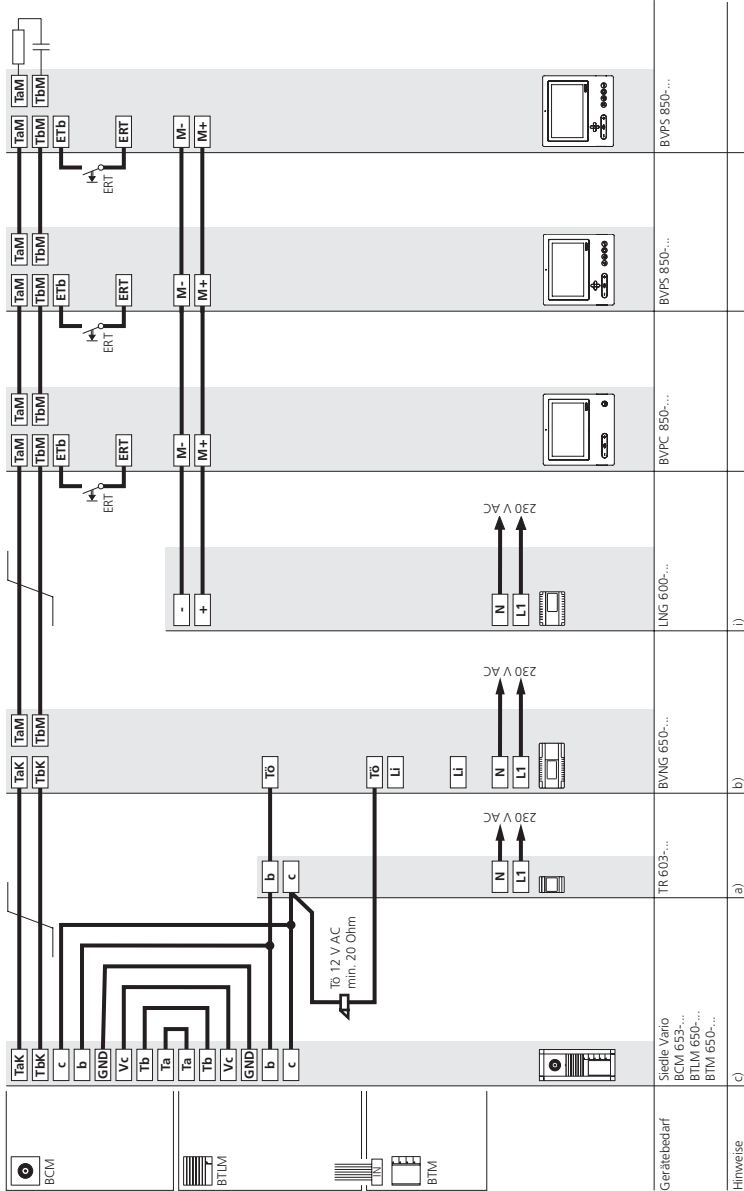 BCM
BTLM
IN
BTM
TaK
TbK
c
b
GND
Vc
Tb
Ta
Ta
Tb
Vc
GND
b
c
Tö 12 V AC
min. 20 Ohm
b
c
N
L1
230 V AC
TaK TaM
TbK TbM
Tö
Tö
Li
Li
N
L1
230 V AC
-
+
N
L1
230 V AC
TaM TaM
TbM TbM
ETb
ERT
ERT
M-
M+
TaM TaM
TbM TbM
ETb
ERT
ERT
M-
M+
TaM TaM
TbM TbM
ETb
ERT
ERT
M-
M+
Gerätebedarf
Siedle Vario
BCM 653-...
BTLM 650-...
BTM 650-...
TR 603-...
BVNG 650-...
LNG 600-...
BVPC 850-...
BVPS 850-...
BVPS 850-...
Hinweise
c)
a)
b)
i)